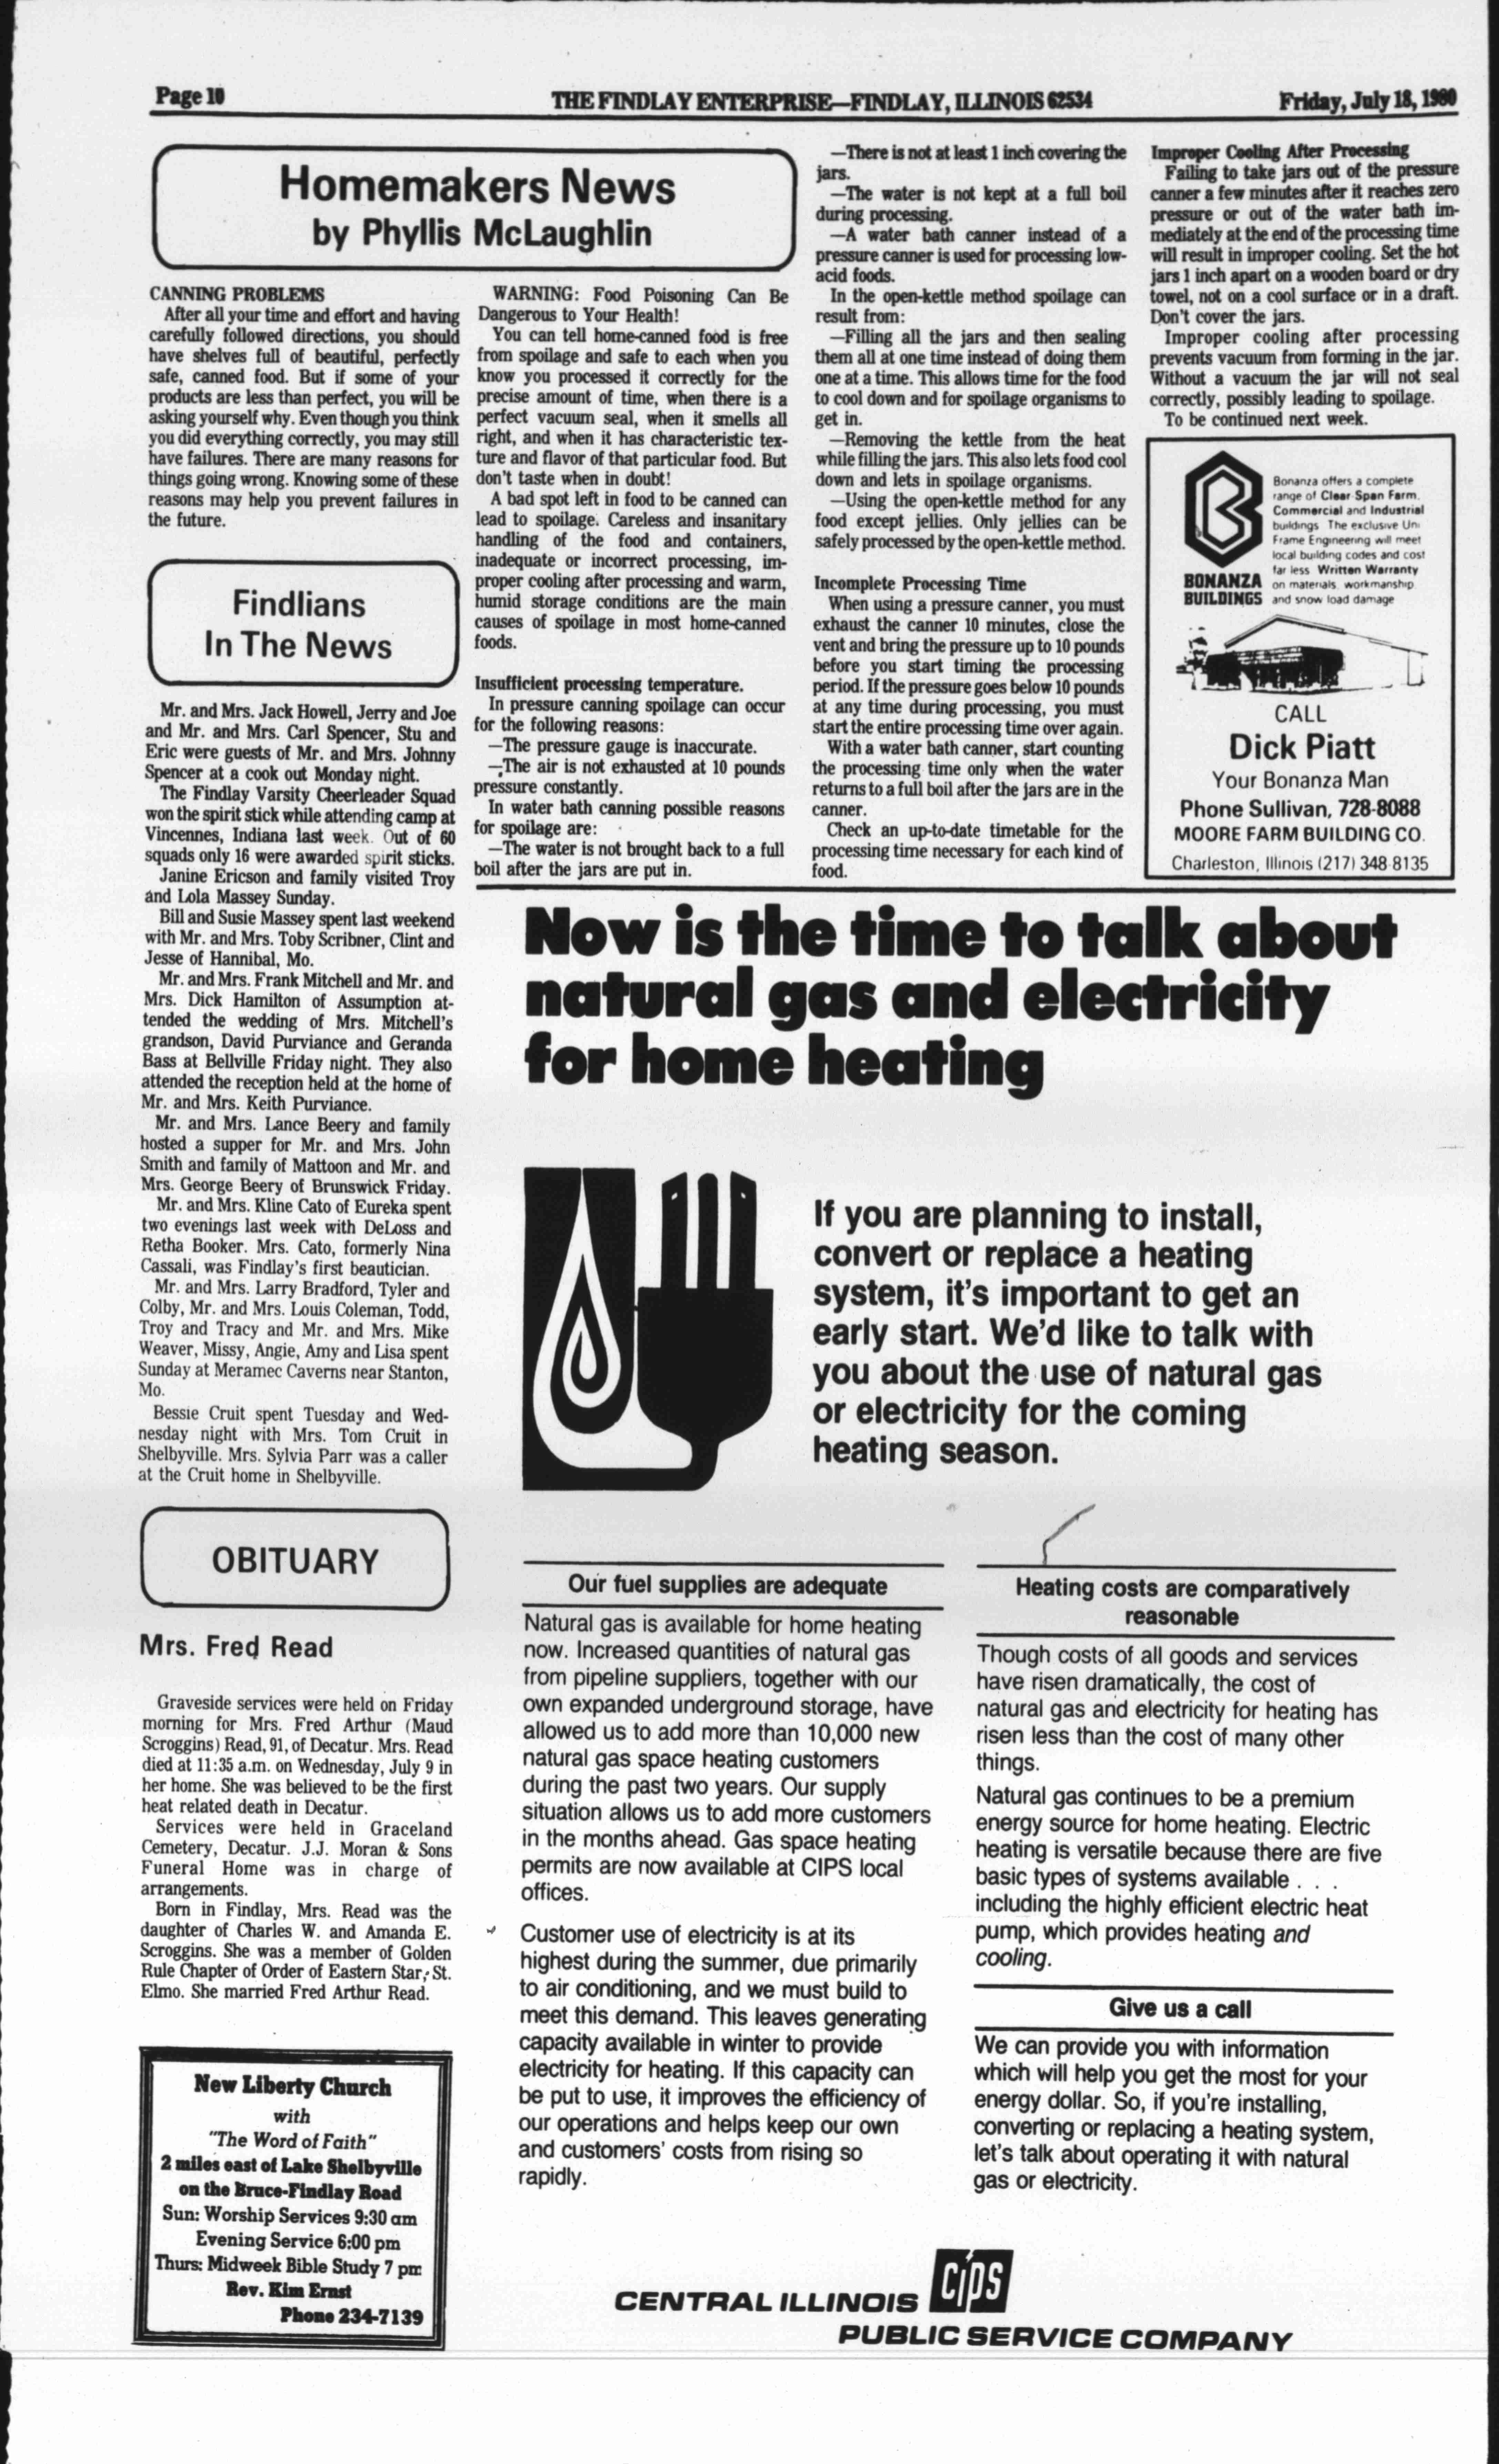 Page 10
THE FINDLAY ENTERPRISE—FINDLAY, ILLINOIS 62534
Friday, July 18, 1980
Homemakers News
by Phyllis McLaughlin
CANNING PROBLEMS
After all your time and effort and having
carefully followed directions, you should
have shelves full of beautiful, perfectly
safe, canned food. But if some of your
products are less than perfect, you will be
asking yourself why. Even though you think
you did everything correctly, you may still
have failures. There are many reasons for
things going wrong. Knowing some of these
reasons may help you prevent failures in
the future.
WARNING: Food Poisoning Can Be
Dangerous to Your Health!
You can tell home-canned food is free
from spoilage and safe to each when you
know you processed it correctly for the
precise amount of time, when there is a
perfect vacuum seal, when it smells all
right, and when it has characteristic tex-
ture and flavor of that particular food. But
don't taste when in doubt!
A bad spot left in food to be canned can
lead to spoilage. Careless and insanitary
handling of the food and containers,
inadequate or incorrect processing, im-
proper cooling after processing and warm,
humid storage conditions are the main
causes of spoilage in most home-canned
foods.
Insufficient processing temperature.
In pressure canning spoilage can occur
for the following reasons:
—The pressure gauge is inaccurate.
—The air is not exhausted at 10 pounds
pressure constantly.
In water bath canning possible reasons
for spoilage are:
—The water is not brought back to a full
boil after the jars are put in.
—There is not at least 1 inch covering the
jars.
—The water is not kept at a full boil
during processing.
—A water bath canner instead of a
pressure canner is used for processing low-
acid foods.
In the open-kettle method spoilage can
result from:
—Filling all the jars and then sealing
them all at one time instead of doing them
one at a time. This allows time for the food
to cool down and for spoilage organisms to
get in.
—Removing the kettle from the heat
while filling the jars. This also lets food cool
down and lets in spoilage organisms.
—Using the open-kettle method for any
food except jellies. Only jellies can be
safely processed by the open-kettle method.
Incomplete Processing Time
When using a pressure canner, you must
exhaust the canner 10 minutes, close the
vent and bring the pressure up to 10 pounds
before you start timing the processing
period. If the pressure goes below 10 pounds
at any time during processing, you must
start the entire processing time over again.
With a water bath canner, start counting
the processing time only when the water
returns to a full boil after the jars are in the
canner.
Check an up-to-date timetable for the
processing time necessary for each kind of
food.
Improper Cooling After Processing
Failing to take jars out of the pressure
canner a few minutes after it reaches zero
pressure or out of the water bath im-
mediately at the end of the processing time
will result in improper cooling. Set the hot
jars 1 inch apart on a wooden board or dry
towel, not on a cool surface or in a draft.
Don't cover the jars.
Improper cooling after processing
prevents vacuum from forming in the jar.
Without a vacuum the jar will not seal
correctly, possibly leading to spoilage.
To be continued next week.
BONANZA
BUILDINGS
Bonanza offers a complete
range of Clear Span Farm,
Commercial and Industrial
buildings The exclusive Uni
Frame Engineering will meet
local building codes and cost
far less Written Warranty
on materials, workmanship
and snow load damage
CALL
Dick Piatt
Your Bonanza Man
Phone Sullivan, 728-8088
MOORE FARM BUILDING CO.
Charleston, Illinois (217) 348-8135
Findlians
In The News
Mr. and Mrs. Jack Howell, Jerry and Joe
and Mr. and Mrs. Carl Spencer, Stu and
Eric were guests of Mr. and Mrs. Johnny
Spencer at a cook out Monday night.
The Findlay Varsity Cheerleader Squad
won the spirit stick while attending camp at
Vincennes, Indiana last week. Out of 60
squads only 16 were awarded spirit sticks.
Janine Ericson and family visited Troy
and Lola Massey Sunday.
Bill and Susie Massey spent last weekend
with Mr. and Mrs. Toby Scribner, Clint and
Jesse of Hannibal, Mo.
Mr. and Mrs. Frank Mitchell and Mr. and
Mrs. Dick Hamilton of Assumption at-
tended the wedding of Mrs. Mitchell's
grandson, David Purviance and Geranda
Bass at Bellville Friday night. They also
attended the reception held at the home of
Mr. and Mrs. Keith Purviance.
Mr. and Mrs. Lance Beery and family
hosted a supper for Mr. and Mrs. John
Smith and family of Mattoon and Mr. and
Mrs. George Beery of Brunswick Friday.
Mr. and Mrs. Kline Cato of Eureka spent
two evenings last week with DeLoss and
Retha Booker. Mrs. Cato, formerly Nina
Cassali, was Findlay's first beautician.
Mr. and Mrs. Larry Bradford, Tyler and
Colby, Mr. and Mrs. Louis Coleman, Todd,
Troy and Tracy and Mr. and Mrs. Mike
Weaver, Missy, Angie, Amy and Lisa spent
Sunday at Meramec Caverns near Stanton,
Mo.
Bessie Cruit spent Tuesday and Wed-
nesday night with Mrs. Tom Cruit in
Shelbyville. Mrs. Sylvia Parr was a caller
at the Cruit home in Shelbyville.
OBITUARY
Mrs. Fred Read
Graveside services were held on Friday
morning for Mrs. Fred Arthur (Maud
Scroggins) Read, 91, of Decatur. Mrs. Read
died at 11:35 a.m. on Wednesday, July 9 in
her home. She was believed to be the first
heat related death in Decatur.
Services were held in Graceland
Cemetery, Decatur. J.J. Moran & Sons
Funeral Home was in charge of
arrangements.
Born in Findlay, Mrs. Read was the
daughter of Charles W. and Amanda E.
Scroggins. She was a member of Golden
Rule Chapter of Order of Eastern Star, St.
Elmo. She married Fred Arthur Read.
New Liberty Church
with
"The Word of Faith"
2 miles east of Lake Shelbyville
on the Bruce-Findlay Road
Sun: Worship Services 9:30 am
Evening Service 6:00 pm
Thurs: Midweek Bible Study 7 pm
Rev. Kim Ernst
Phone 234-7139
Now is the time to talk about
natural gas and electricity
for home heating
If you are planning to install,
convert or replace a heating
system, it's important to get an
early start. We'd like to talk with
you about the use of natural gas
or electricity for the coming
heating season.
Our fuel supplies are adequate
Natural gas is available for home heating
now. Increased quantities of natural gas
from pipeline suppliers, together with our
own expanded underground storage, have
allowed us to add more than 10,000 new
natural gas space heating customers
during the past two years. Our supply
situation allows us to add more customers
in the months ahead. Gas space heating
permits are now available at CIPS local
offices.
Customer use of electricity is at its
highest during the summer, due primarily
to air conditioning, and we must build to
meet this demand. This leaves generating
capacity available in winter to provide
electricity for heating. If this capacity can
be put to use, it improves the efficiency of
our operations and helps keep our own
and customers' costs from rising so
rapidly.
Heating costs are comparatively
reasonable
Though costs of all goods and services
have risen dramatically, the cost of
natural gas and electricity for heating has
risen less than the cost of many other
things.
Natural gas continues to be a premium
energy source for home heating. Electric
heating is versatile because there are five
basic types of systems available . . .
including the highly efficient electric heat
pump, which provides heating and
cooling.
Give us a call
We can provide you with information
which will help you get the most for your
energy dollar. So, if you're installing,
converting or replacing a heating system,
let's talk about operating it with natural
gas or electricity.
CENTRAL ILLINOIS
CIPS
PUBLIC SERVICE COMPANY